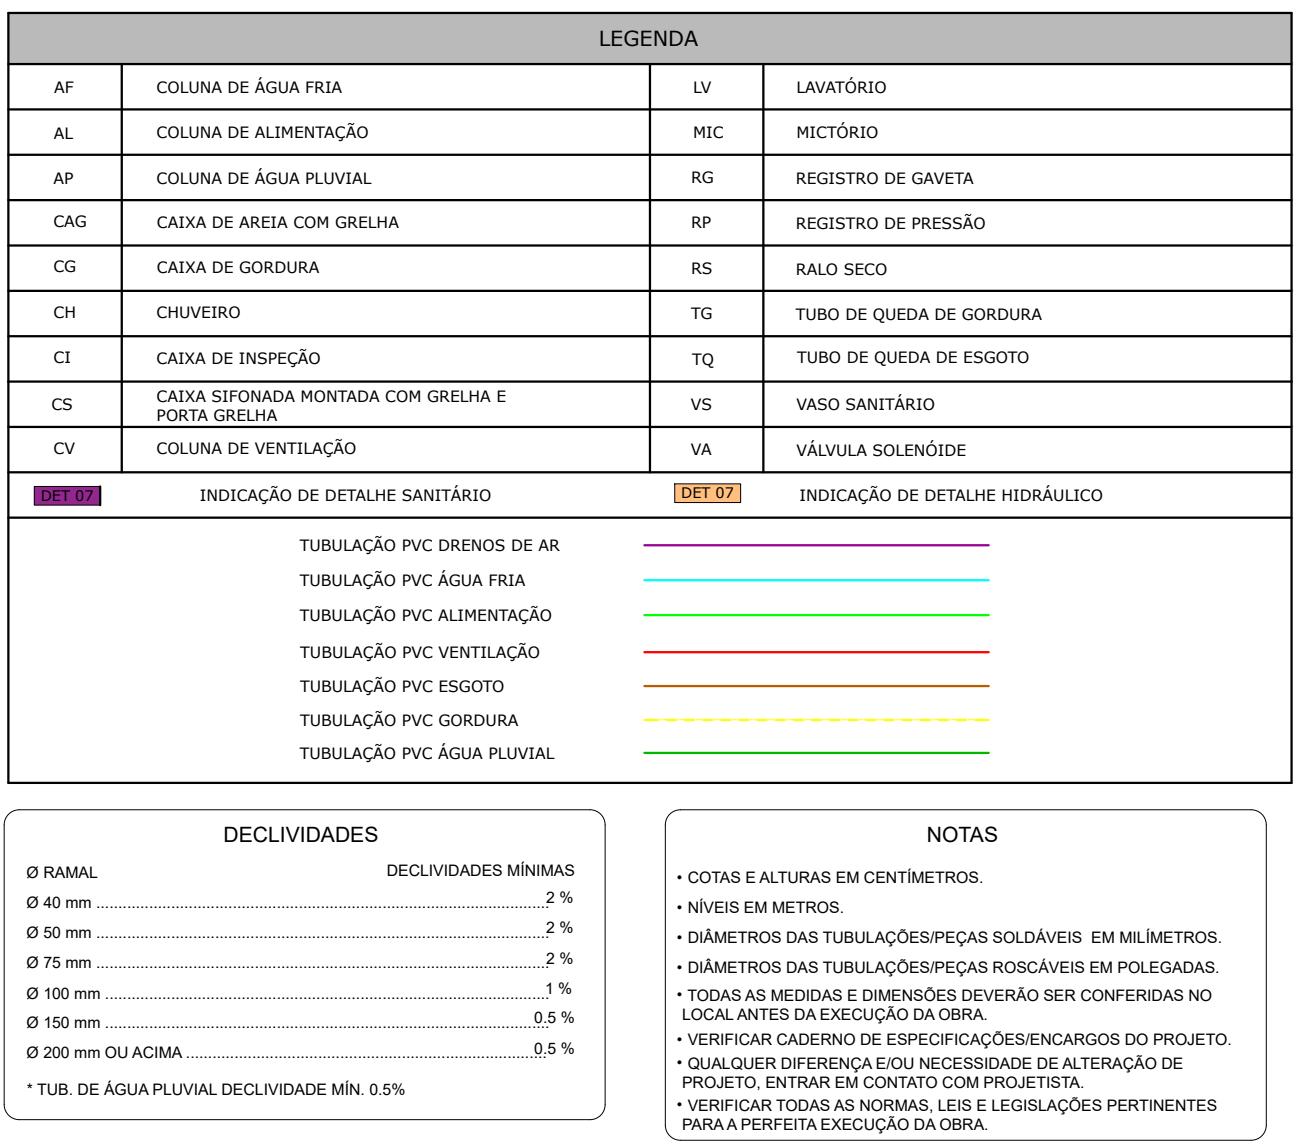 LEGENDA
AF COLUNA DE ÁGUA FRIA LV LAVATÓRIO
AL COLUNA DE ALIMENTAÇÃO MIC MICTÓRIO
AP COLUNA DE ÁGUA PLUVIAL RG REGISTRO DE GAVETA
CAG CAIXA DE AREIA COM GRELHA RP REGISTRO DE PRESSÃO
CG CAIXA DE GORDURA RS RALO SECO
CH CHUVEIRO TG TUBO DE QUEDA DE GORDURA
CI CAIXA DE INSPEÇÃO TQ TUBO DE QUEDA DE ESGOTO
CS CAIXA SIFONADA MONTADA COM GRELHA E
PORTA GRELHA
VS VASO SANITÁRIO
CV COLUNA DE VENTILAÇÃO VA VÁLVULA SOLENÓIDE
DET 07 INDICAÇÃO DE DETALHE SANITÁRIO DET 07 INDICAÇÃO DE DETALHE HIDRÁULICO
TUBULAÇÃO PVC DRENOS DE AR
TUBULAÇÃO PVC ÁGUA FRIA
TUBULAÇÃO PVC ALIMENTAÇÃO
TUBULAÇÃO PVC VENTILAÇÃO
TUBULAÇÃO PVC ESGOTO
TUBULAÇÃO PVC GORDURA
TUBULAÇÃO PVC ÁGUA PLUVIAL
DECLIVIDADES
Ø RAMAL DECLIVIDADES MÍNIMAS
Ø 40 mm ........ 2 %
Ø 50 mm ........ 2 %
Ø 75 mm ........ 2 %
Ø 100 mm ........ 1 %
Ø 150 mm ........ 0.5 %
Ø 200 mm OU ACIMA ........ 0.5 %
* TUB. DE ÁGUA PLUVIAL DECLIVIDADE MÍN. 0.5%
NOTAS
• COTAS E ALTURAS EM CENTÍMETROS.
• NÍVEIS EM METROS.
• DIÂMETROS DAS TUBULAÇÕES/PEÇAS SOLDÁVEIS EM MILÍMETROS.
• DIÂMETROS DAS TUBULAÇÕES/PEÇAS ROSCÁVEIS EM POLEGADAS.
• TODAS AS MEDIDAS E DIMENSÕES DEVERÃO SER CONFERIDAS NO
LOCAL ANTES DA EXECUÇÃO DA OBRA.
• VERIFICAR CADERNO DE ESPECIFICAÇÕES/ENCARGOS DO PROJETO.
• QUALQUER DIFERENÇA E/OU NECESSIDADE DE ALTERAÇÃO DE
PROJETO, ENTRAR EM CONTATO COM PROJETISTA.
• VERIFICAR TODAS AS NORMAS, LEIS E LEGISLAÇÕES PERTINENTES
PARA A PERFEITA EXECUÇÃO DA OBRA.